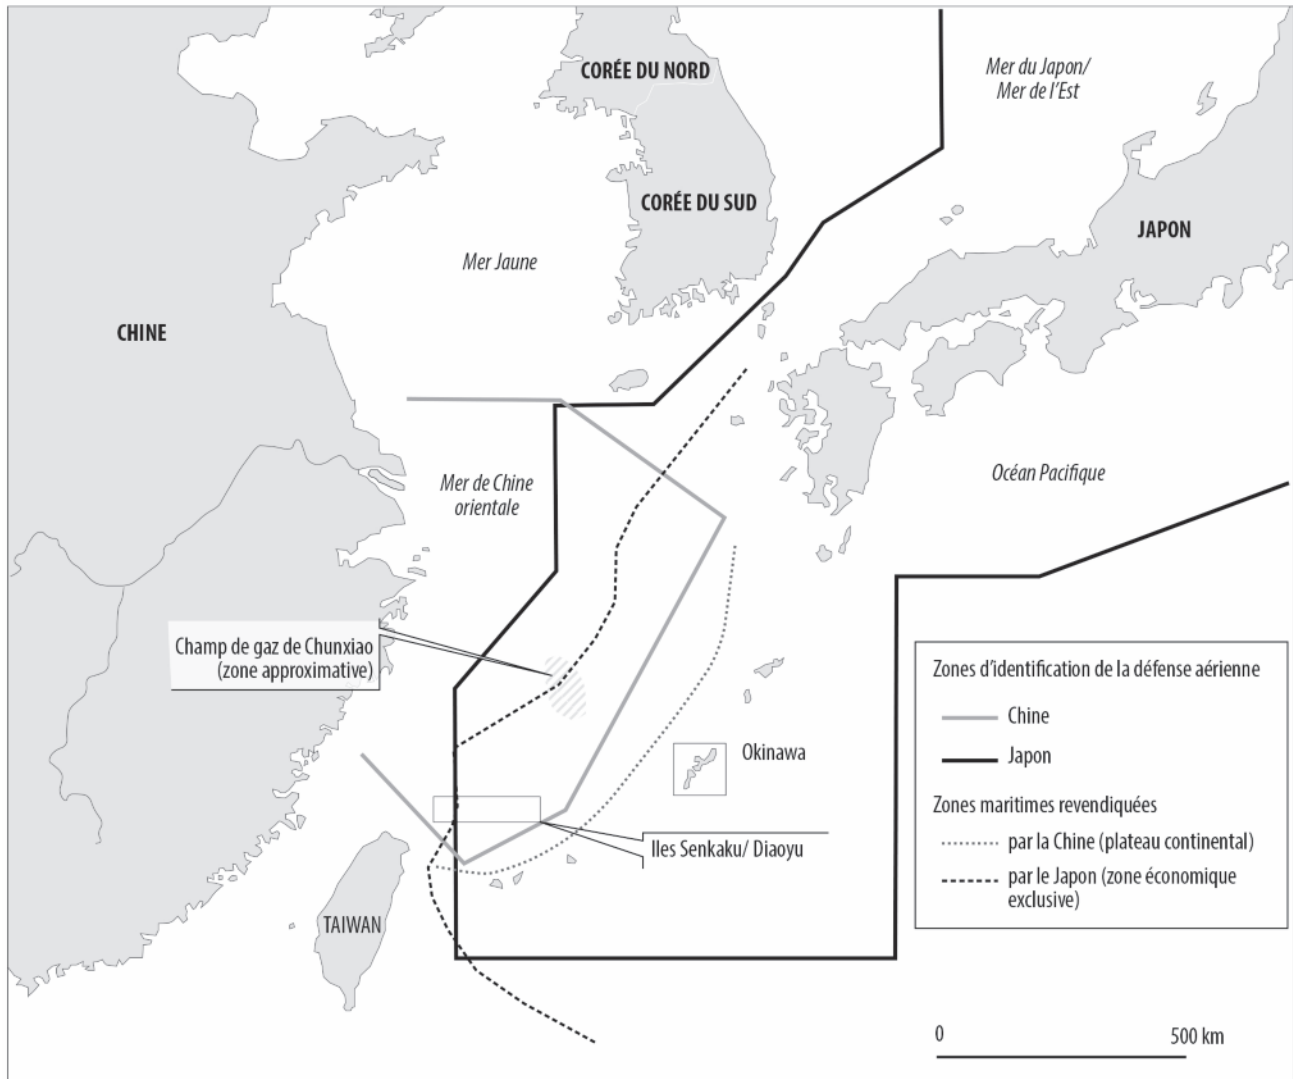 CORÉE DU NORD
Mer du Japon/
Mer de l'Est
CORÉE DU SUD
JAPON
Mer Jaune
CHINE
Mer de Chine
orientale
Océan Pacifique
Champ de gaz de Chunxiao
(zone approximative)
Okinawa
Iles Senkaku/ Diaoyu
TAIWAN
Zones d'identification de la défense aérienne
Chine
Japon
Zones maritimes revendiquées
par la Chine (plateau continental)
par le Japon (zone économique
exclusive)
0
500 km